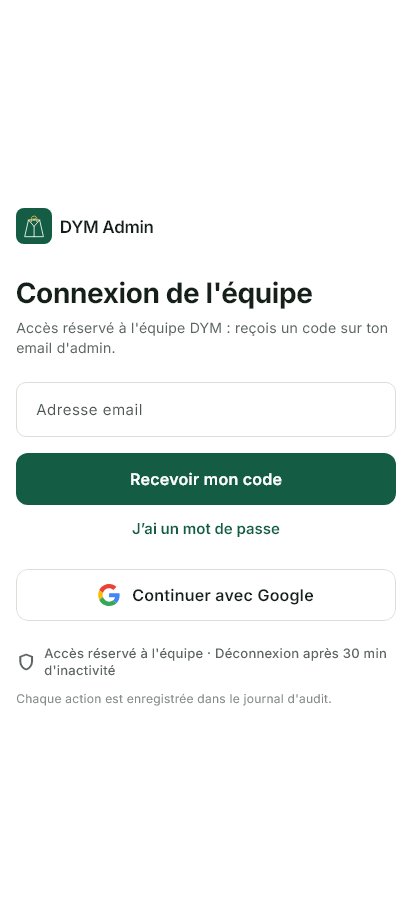 DYM Admin
Connexion de l'équipe
Accès réservé à l'équipe DYM : reçois un code sur ton
email d'admin.
Adresse email
Recevoir mon code
J’ai un mot de passe
Continuer avec Google
Accès réservé à l'équipe · Déconnexion après 30 min
d'inactivité
Chaque action est enregistrée dans le journal d'audit.